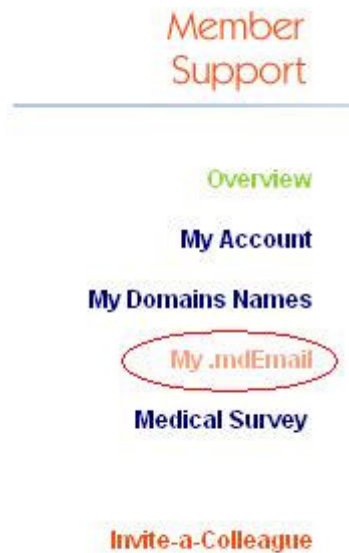 Member
Support
Overview
My Account
My Domains Names
My .mdEmail
Medical Survey
Invite-a-Colleague